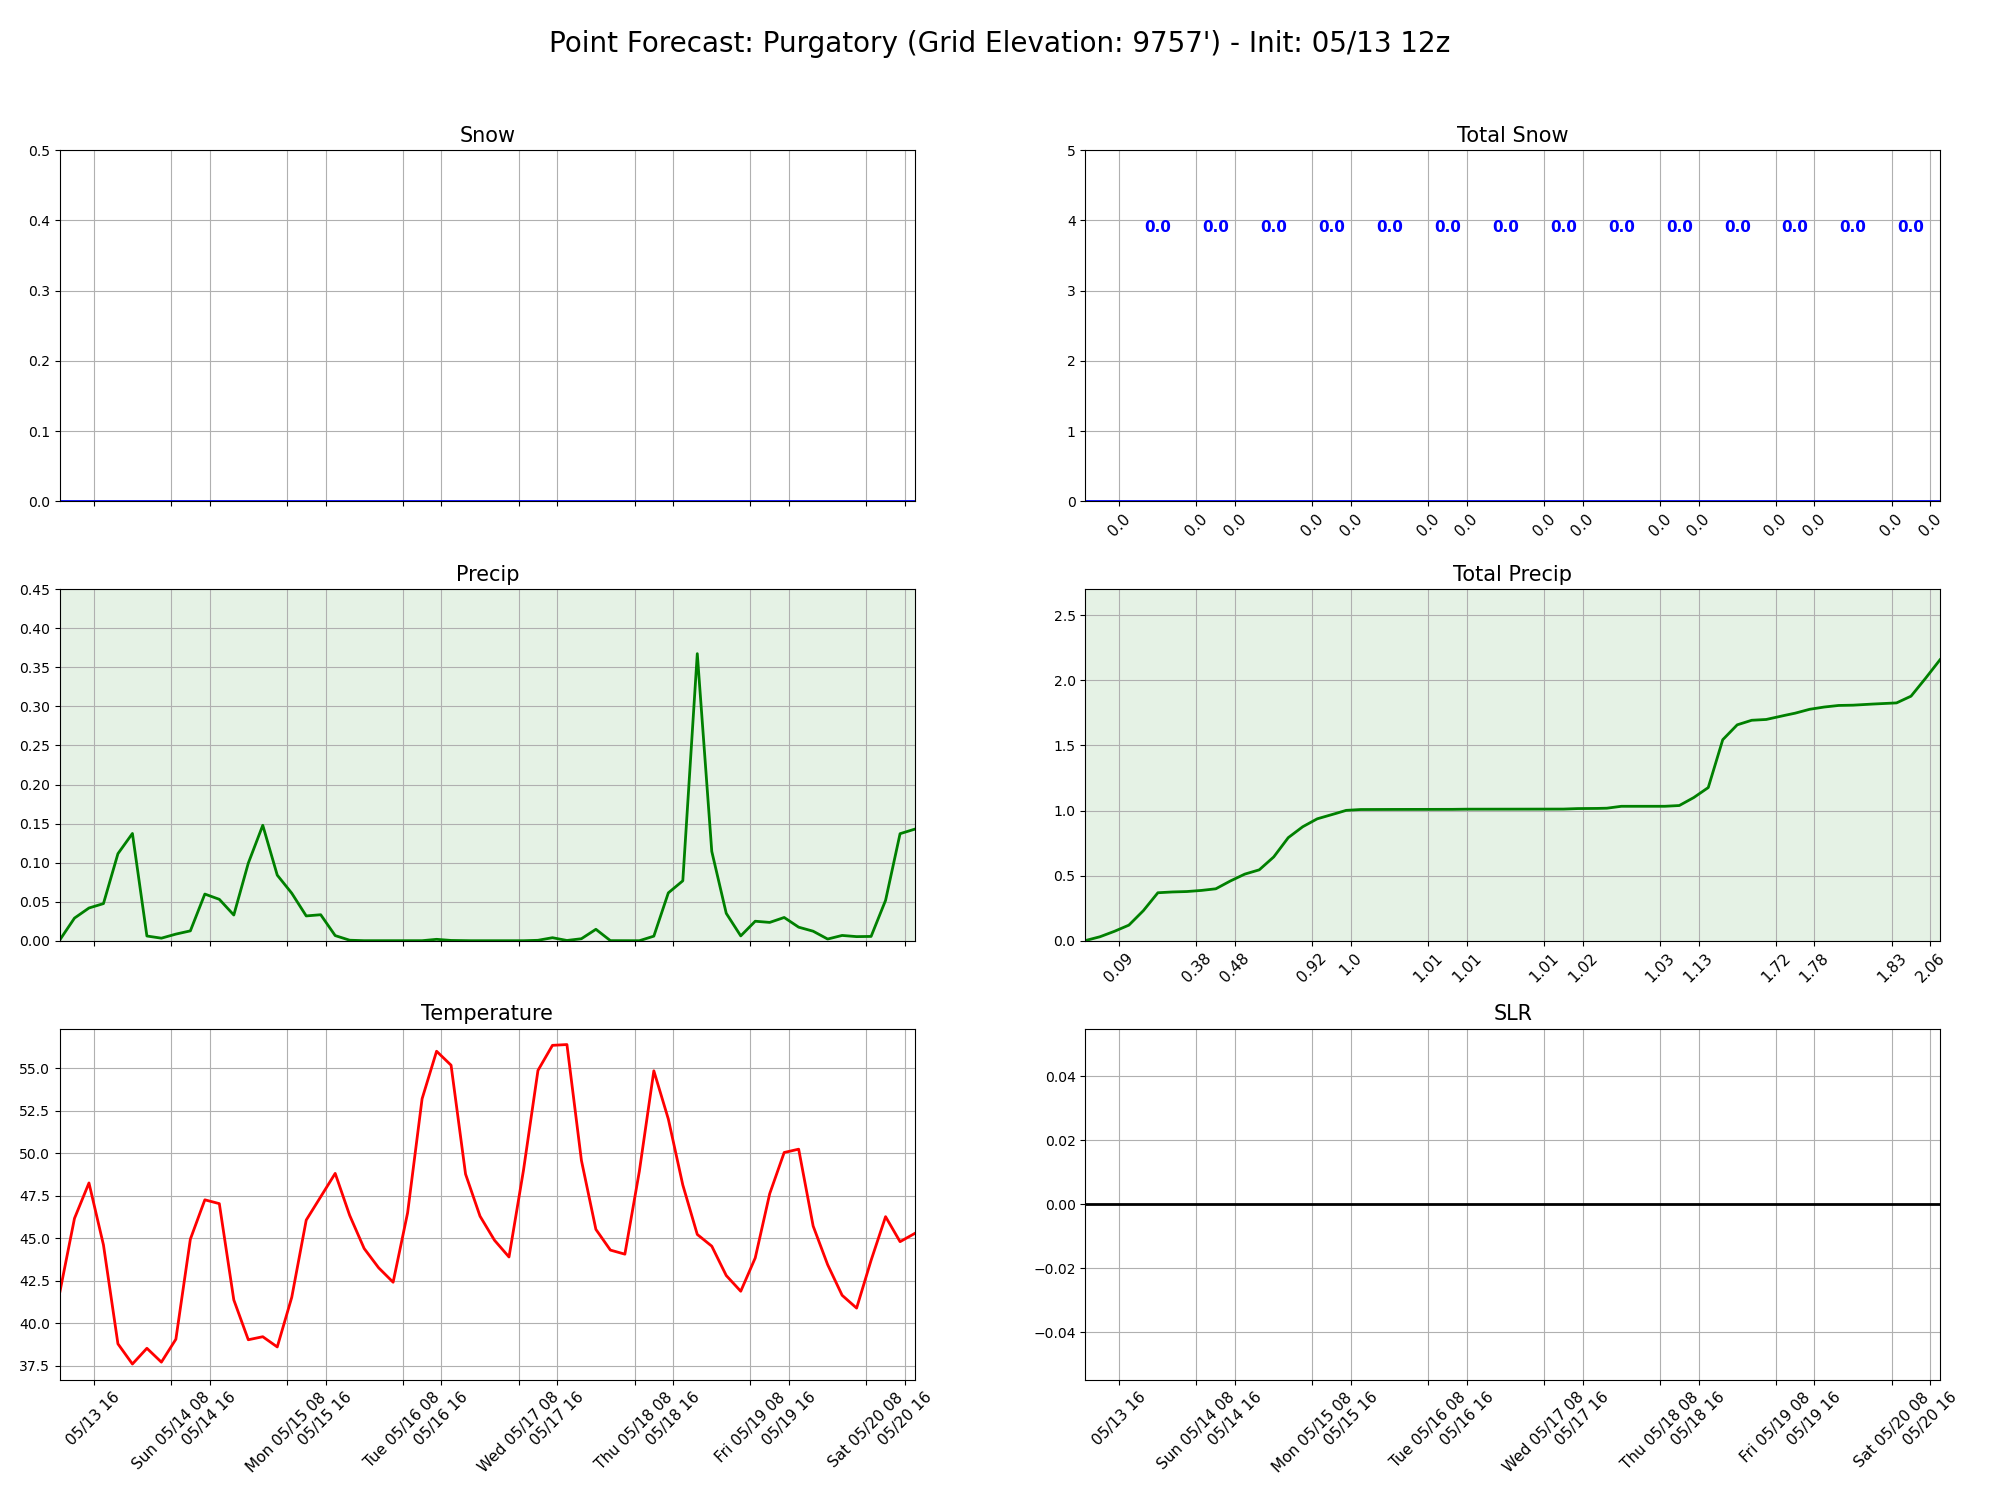 Point Forecast: Purgatory (Grid Elevation: 9757') - Init: 05/13 12z
Snow
0.5
0.4
0.3
0.2
0.1
0.0
Total Snow
5
4
3
2
1
0
0.0 0.0 0.0 0.0 0.0 0.0 0.0 0.0 0.0 0.0 0.0 0.0 0.0 0.0
0.0 0.0 0.0 0.0 0.0 0.0 0.0 0.0 0.0 0.0 0.0 0.0 0.0 0.0 0.0
Precip
0.45
0.40
0.35
0.30
0.25
0.20
0.15
0.10
0.05
0.00
Total Precip
2.5
2.0
1.5
1.0
0.5
0.0
0.09 0.38 0.48 0.92 1.0 1.01 1.01 1.01 1.02 1.03 1.13 1.72 1.78 1.83 2.06
Temperature
55.0
52.5
50.0
47.5
45.0
42.5
40.0
37.5
05/13 16
Sun 05/14 08
05/14 16
Mon 05/15 08
05/15 16
Tue 05/16 08
05/16 16
Wed 05/17 08
05/17 16
Thu 05/18 08
05/18 16
Fri 05/19 08
05/19 16
Sat 05/20 08
05/20 16
SLR
0.04
0.02
0.00
−0.02
−0.04
05/13 16
Sun 05/14 08
05/14 16
Mon 05/15 08
05/15 16
Tue 05/16 08
05/16 16
Wed 05/17 08
05/17 16
Thu 05/18 08
05/18 16
Fri 05/19 08
05/19 16
Sat 05/20 08
05/20 16